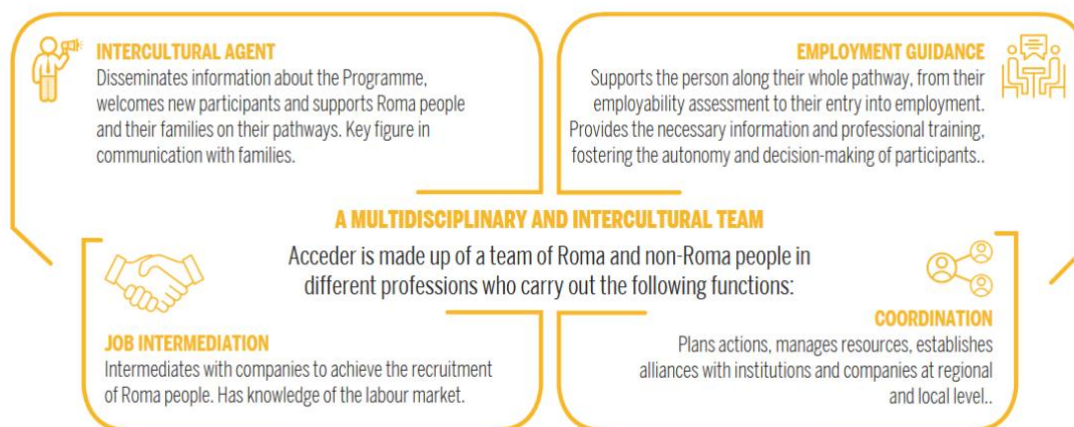 INTERCULTURAL AGENT
Disseminates information about the Programme,
welcomes new participants and supports Roma people
and their families on their pathways. Key figure in
communication with families.
EMPLOYMENT GUIDANCE
Supports the person along their whole pathway, from their
employability assessment to their entry into employment.
Provides the necessary information and professional training,
fostering the autonomy and decision-making of participants..
A MULTIDISCIPLINARY AND INTERCULTURAL TEAM
Acceder is made up of a team of Roma and non-Roma people in
different professions who carry out the following functions:
JOB INTERMEDIATION
Intermediates with companies to achieve the recruitment
of Roma people. Has knowledge of the labour market.
COORDINATION
Plans actions, manages resources, establishes
alliances with institutions and companies at regional
and local level..